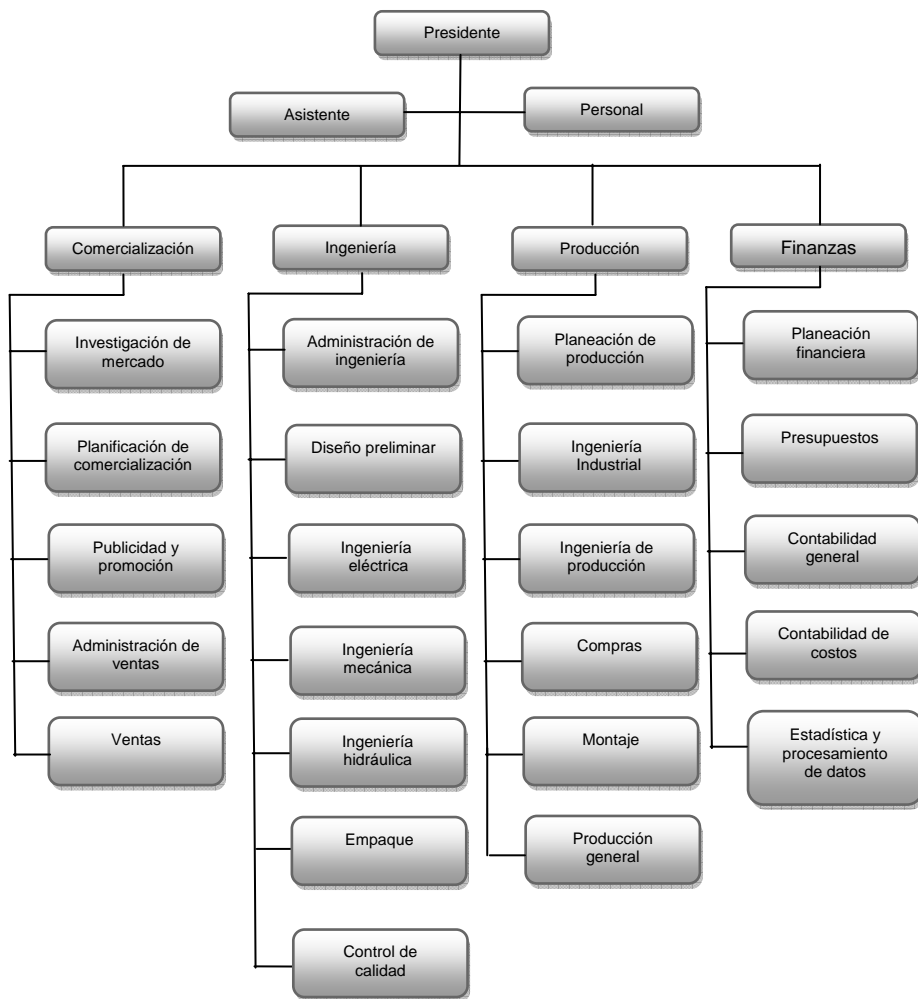 Presidente
Asistente
Personal
Comercialización
Ingeniería
Producción
Finanzas
Investigación de
mercado
Planificación de
comercialización
Publicidad y
promoción
Administración de
ventas
Ventas
Administración de
ingeniería
Diseño preliminar
Ingeniería
eléctrica
Ingeniería
mecánica
Ingeniería
hidráulica
Empaque
Control de
calidad
Planeación de
producción
Ingeniería
Industrial
Ingeniería de
producción
Compras
Montaje
Producción
general
Planeación
financiera
Presupuestos
Contabilidad
general
Contabilidad de
costos
Estadística y
procesamiento
de datos